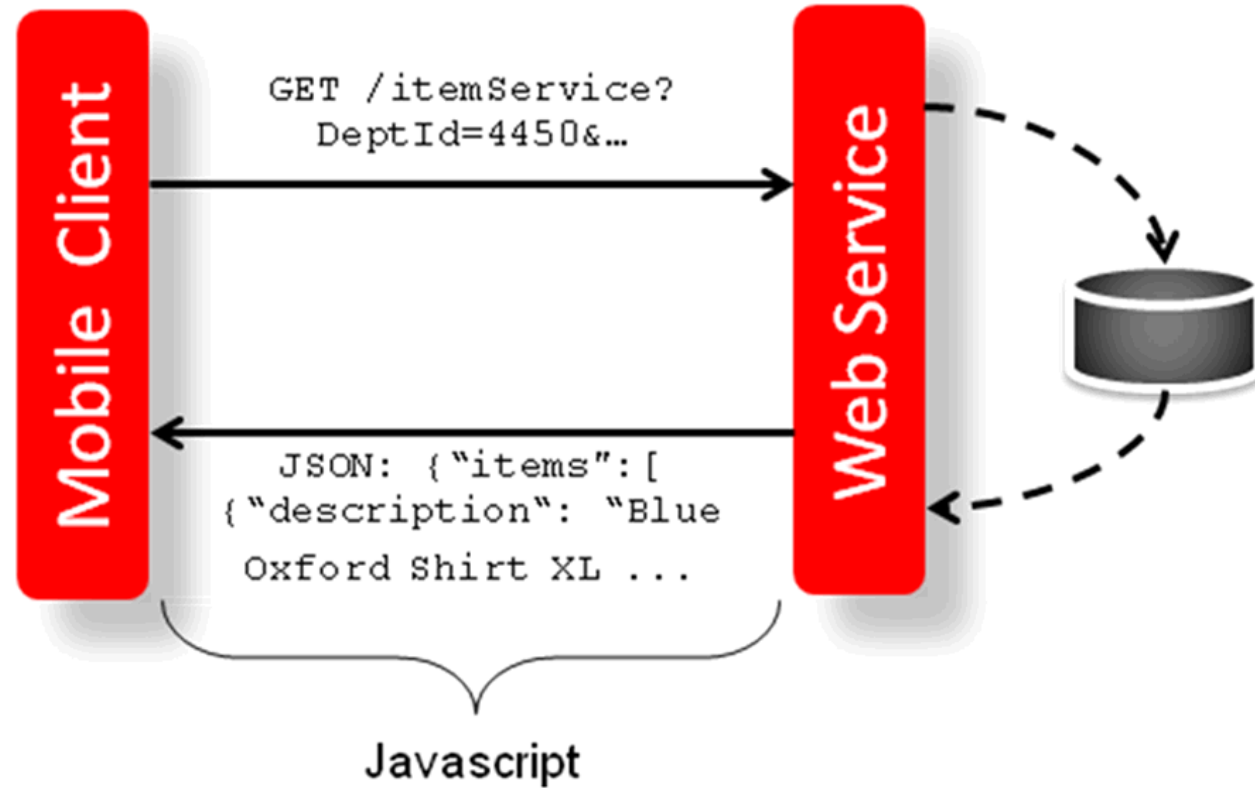 Mobile Client
GET /itemService?
DeptId=4450&…
Web Service
JSON: {“items”:[
{“description“: “Blue
Oxford Shirt XL ...
Javascript